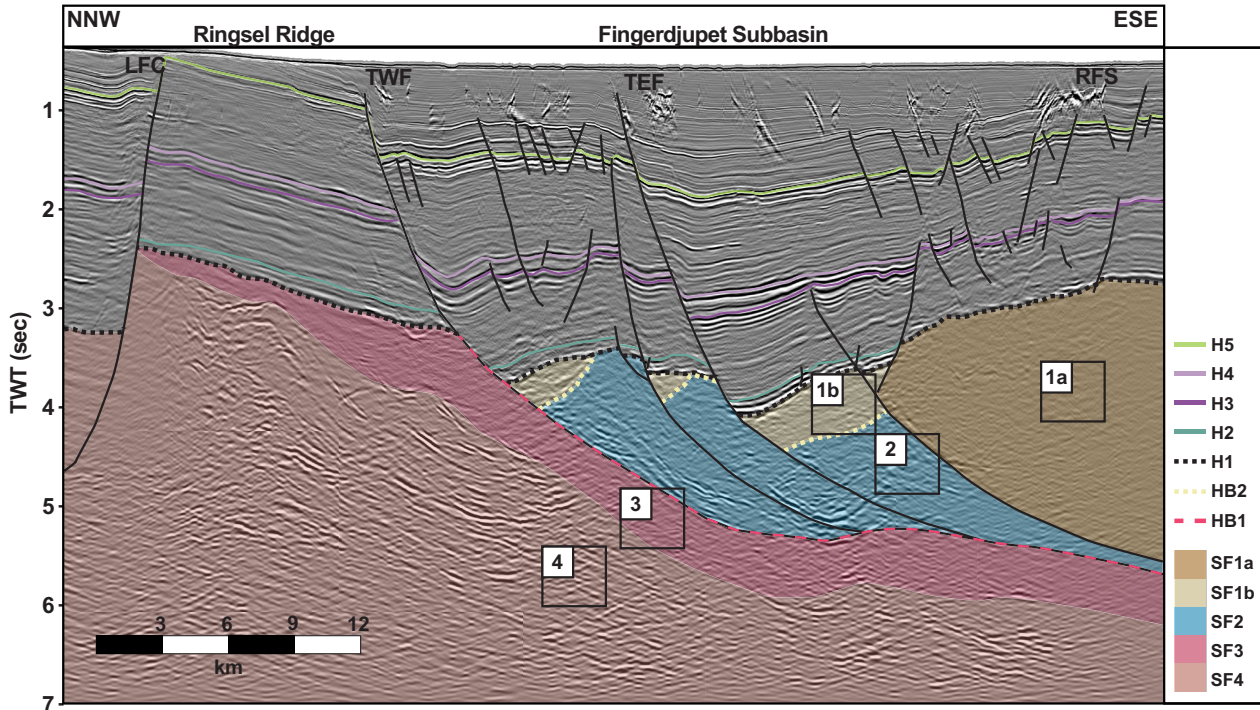 NNW
ESE
Ringsel Ridge
Fingerdjupet Subbasin
LFC
TWF
TEF
RFS
1
2
3
4
5
6
7
TWT (sec)
1a
1b
2
3
4
3 6 9 12
km
H5
H4
H3
H2
H1
HB2
HB1
SF1a
SF1b
SF2
SF3
SF4